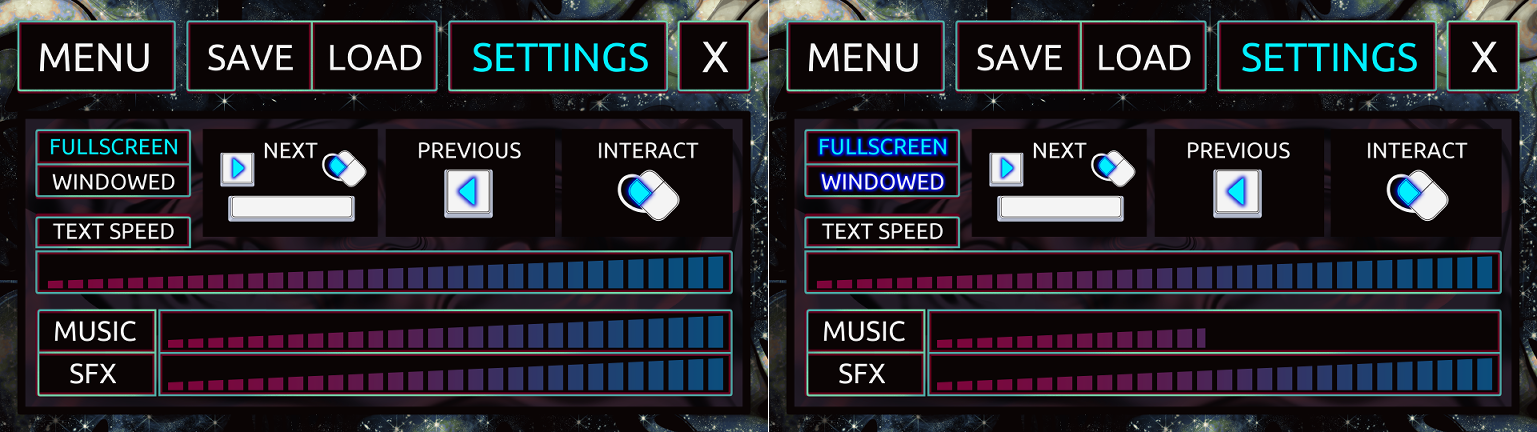 MENU SAVE LOAD SETTINGS X
FULLSCREEN NEXT PREVIOUS INTERACT
WINDOWED
TEXT SPEED
MUSIC
SFX
MENU SAVE LOAD SETTINGS X
FULLSCREEN NEXT PREVIOUS INTERACT
WINDOWED
TEXT SPEED
MUSIC
SFX